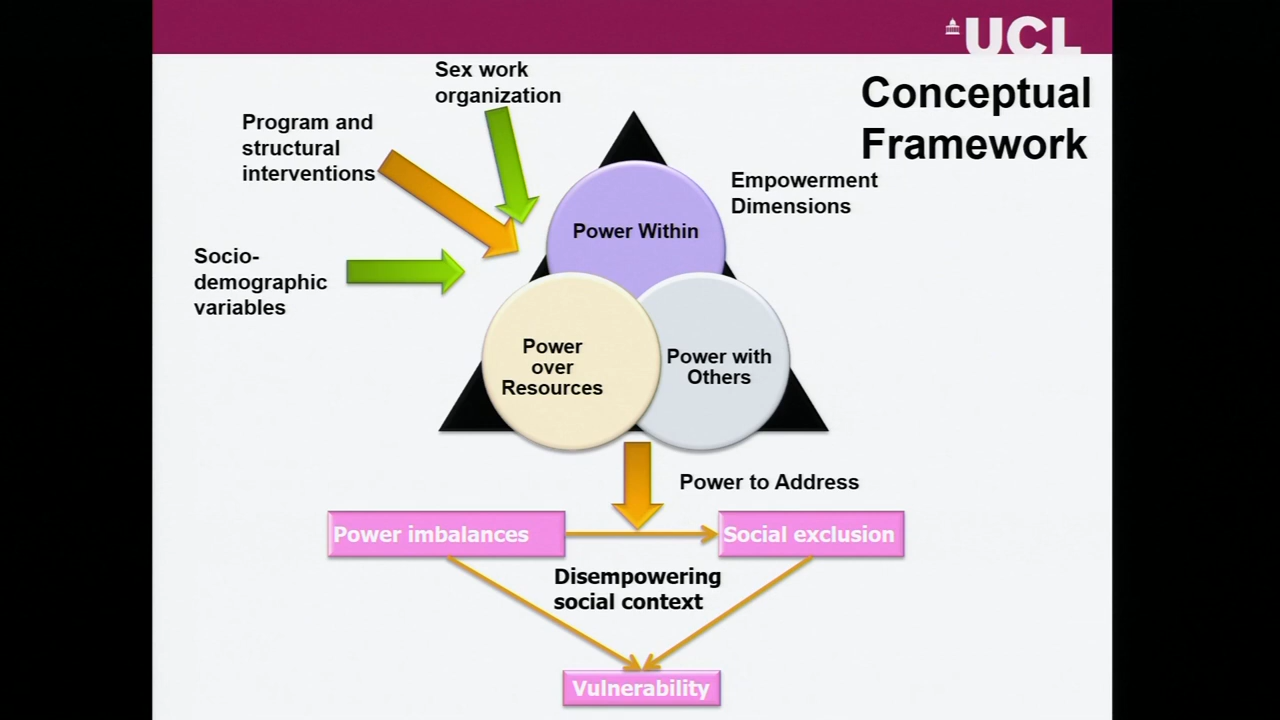 UCL
Conceptual
Framework
Sex work
organization
Program and
structural
interventions
Socio-
demographic
variables
Empowerment
Dimensions
Power Within
Power
over
Resources
Power with
Others
Power to Address
Power imbalances
Social exclusion
Disempowering
social context
Vulnerability